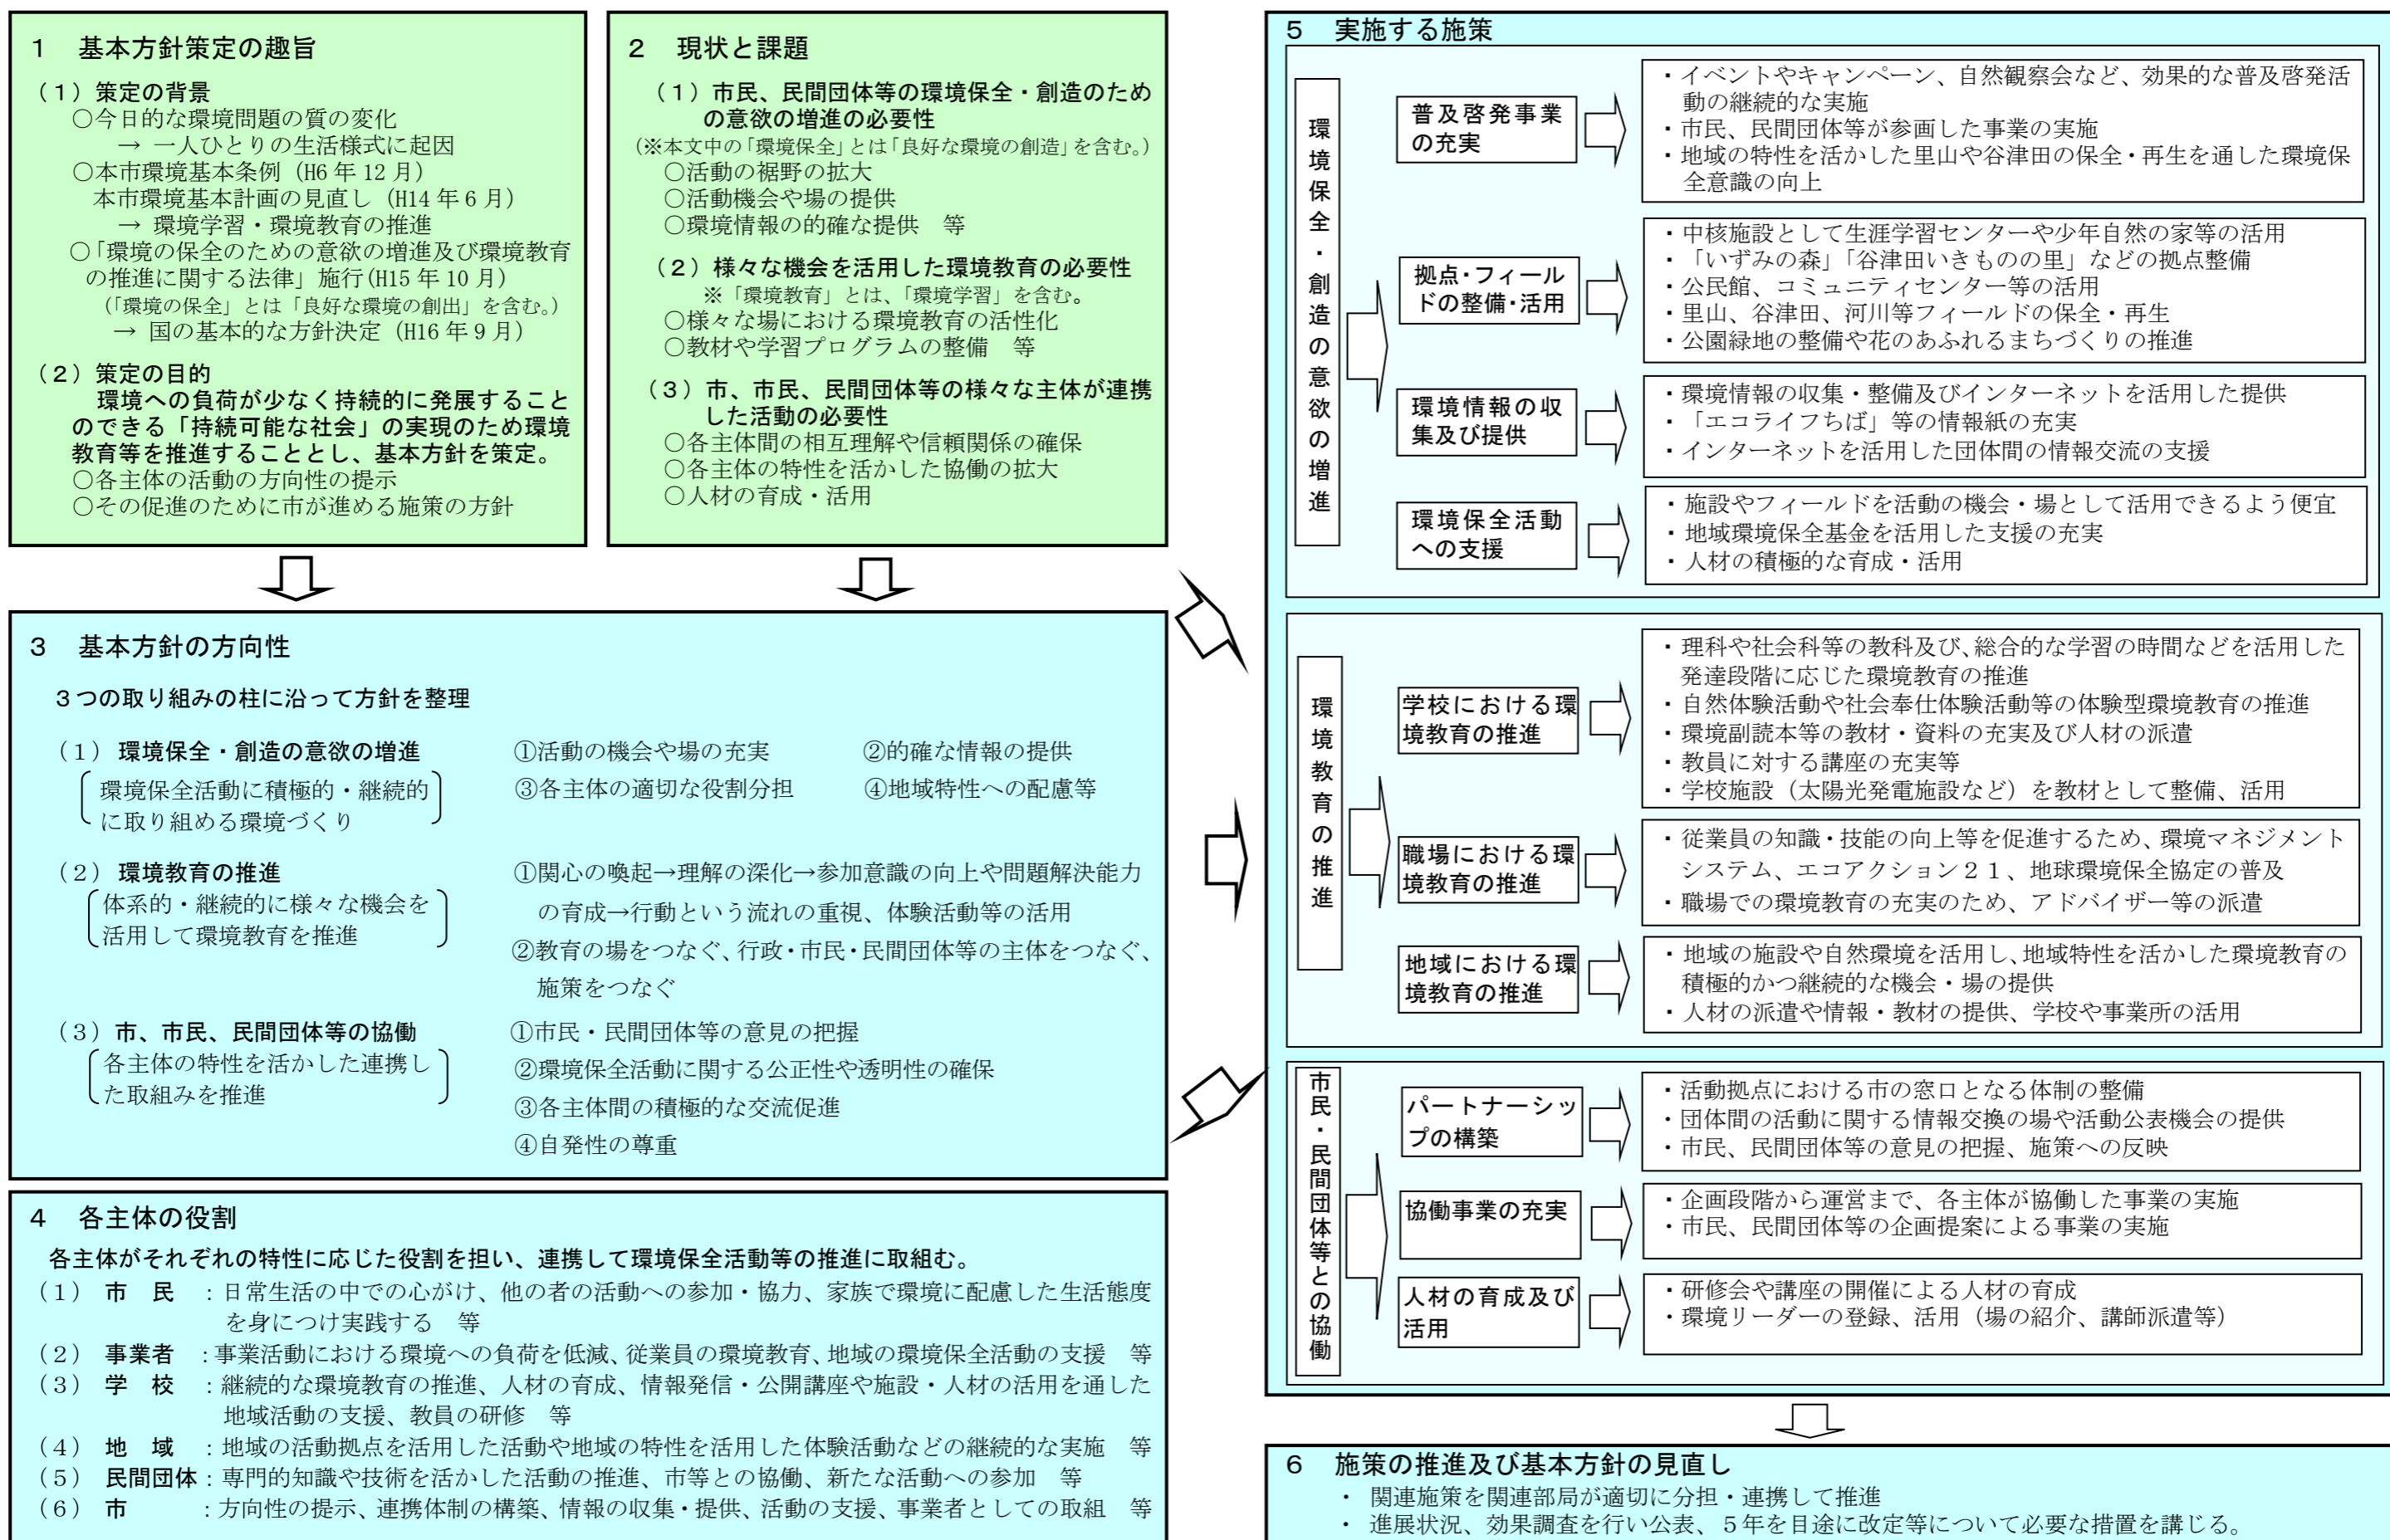 1 基本方針策定の趣旨
（1）策定の背景
○今日的な環境問題の質の変化
→ 一人ひとりの生活様式に起因
○本市環境基本条例（H6年12月）
本市環境基本計画の見直し（H14年6月）
→ 環境学習・環境教育の推進
○「環境の保全のための意欲の増進及び環境教育
の推進に関する法律」施行(H15年10月)
（「環境の保全」とは「良好な環境の創出」を含む。）
→ 国の基本的な方針決定（H16年9月）
（2）策定の目的
環境への負荷が少なく持続的に発展すること
のできる「持続可能な社会」の実現のため環境
教育等を推進することとし、基本方針を策定。
○各主体の活動の方向性の提示
○その促進のために市が進める施策の方針
2 現状と課題
（1）市民、民間団体等の環境保全・創造のため
の意欲の増進の必要性
（※本文中の「環境保全」とは「良好な環境の創造」を含む。）
○活動の裾野の拡大
○活動機会や場の提供
○環境情報の的確な提供 等
（2）様々な機会を活用した環境教育の必要性
※「環境教育」とは、「環境学習」を含む。
○様々な場における環境教育の活性化
○教材や学習プログラムの整備 等
（3）市、市民、民間団体等の様々な主体が連携
した活動の必要性
○各主体間の相互理解や信頼関係の確保
○各主体の特性を活かした協働の拡大
○人材の育成・活用
3 基本方針の方向性
3つの取り組みの柱に沿って方針を整理
（1）環境保全・創造の意欲の増進
環境保全活動に積極的・継続的
に取り組める環境づくり
①活動の機会や場の充実 ②的確な情報の提供
③各主体の適切な役割分担 ④地域特性への配慮等
（2）環境教育の推進
体系的・継続的に様々な機会を
活用して環境教育を推進
①関心の喚起→理解の深化→参加意識の向上や問題解決能力
の育成→行動という流れの重視、体験活動等の活用
②教育の場をつなぐ、行政・市民・民間団体等の主体をつなぐ、
施策をつなぐ
（3）市、市民、民間団体等の協働
各主体の特性を活かした連携し
た取組みを推進
①市民・民間団体等の意見の把握
②環境保全活動に関する公正性や透明性の確保
③各主体間の積極的な交流促進
④自発性の尊重
4 各主体の役割
各主体がそれぞれの特性に応じた役割を担い、連携して環境保全活動等の推進に取組む。
（1）市 民 ：日常生活の中での心がけ、他の者の活動への参加・協力、家族で環境に配慮した生活態度
を身につけ実践する 等
（2）事業者 ：事業活動における環境への負荷を低減、従業員の環境教育、地域の環境保全活動の支援 等
（3）学 校 ：継続的な環境教育の推進、人材の育成、情報発信・公開講座や施設・人材の活用を通した
地域活動の支援、教員の研修 等
（4）地 域 ：地域の活動拠点を活用した活動や地域の特性を活用した体験活動などの継続的な実施 等
（5）民間団体：専門的知識や技術を活かした活動の推進、市等との協働、新たな活動への参加 等
（6）市 ：方向性の提示、連携体制の構築、情報の収集・提供、活動の支援、事業者としての取組 等
5 実施する施策
環境保全・創造の意欲の増進
普及啓発事業
の充実
・イベントやキャンペーン、自然観察会など、効果的な普及啓発活
動の継続的な実施
・市民、民間団体等が参画した事業の実施
・地域の特性を活かした里山や谷津田の保全・再生を通した環境保
全意識の向上
拠点・フィール
ドの整備・活用
・中核施設として生涯学習センターや少年自然の家等の活用
・「いずみの森」「谷津田いきものの里」などの拠点整備
・公民館、コミュニティセンター等の活用
・里山、谷津田、河川等フィールドの保全・再生
・公園緑地の整備や花のあふれるまちづくりの推進
環境情報の収
集及び提供
・環境情報の収集・整備及びインターネットを活用した提供
・「エコライフちば」等の情報紙の充実
・インターネットを活用した団体間の情報交流の支援
環境保全活動
への支援
・施設やフィールドを活動の機会・場として活用できるよう便宜
・地域環境保全基金を活用した支援の充実
・人材の積極的な育成・活用
環境教育の推進
学校における環
境教育の推進
・理科や社会科等の教科及び、総合的な学習の時間などを活用した
発達段階に応じた環境教育の推進
・自然体験活動や社会奉仕体験活動等の体験型環境教育の推進
・環境副読本等の教材・資料の充実及び人材の派遣
・教員に対する講座の充実等
・学校施設（太陽光発電施設など）を教材として整備、活用
職場における環
境教育の推進
・従業員の知識・技能の向上等を促進するため、環境マネジメント
システム、エコアクション21、地球環境保全協定の普及
・職場での環境教育の充実のため、アドバイザー等の派遣
地域における環
境教育の推進
・地域の施設や自然環境を活用し、地域特性を活かした環境教育の
積極的かつ継続的な機会・場の提供
・人材の派遣や情報・教材の提供、学校や事業所の活用
市民・民間団体等との協働
パートナーシッ
プの構築
・活動拠点における市の窓口となる体制の整備
・団体間の活動に関する情報交換の場や活動公表機会の提供
・市民、民間団体等の意見の把握、施策への反映
協働事業の充実
・企画段階から運営まで、各主体が協働した事業の実施
・市民、民間団体等の企画提案による事業の実施
人材の育成及び
活用
・研修会や講座の開催による人材の育成
・環境リーダーの登録、活用（場の紹介、講師派遣等）
6 施策の推進及び基本方針の見直し
・ 関連施策を関連部局が適切に分担・連携して推進
・ 進展状況、効果調査を行い公表、5年を目途に改定等について必要な措置を講じる。